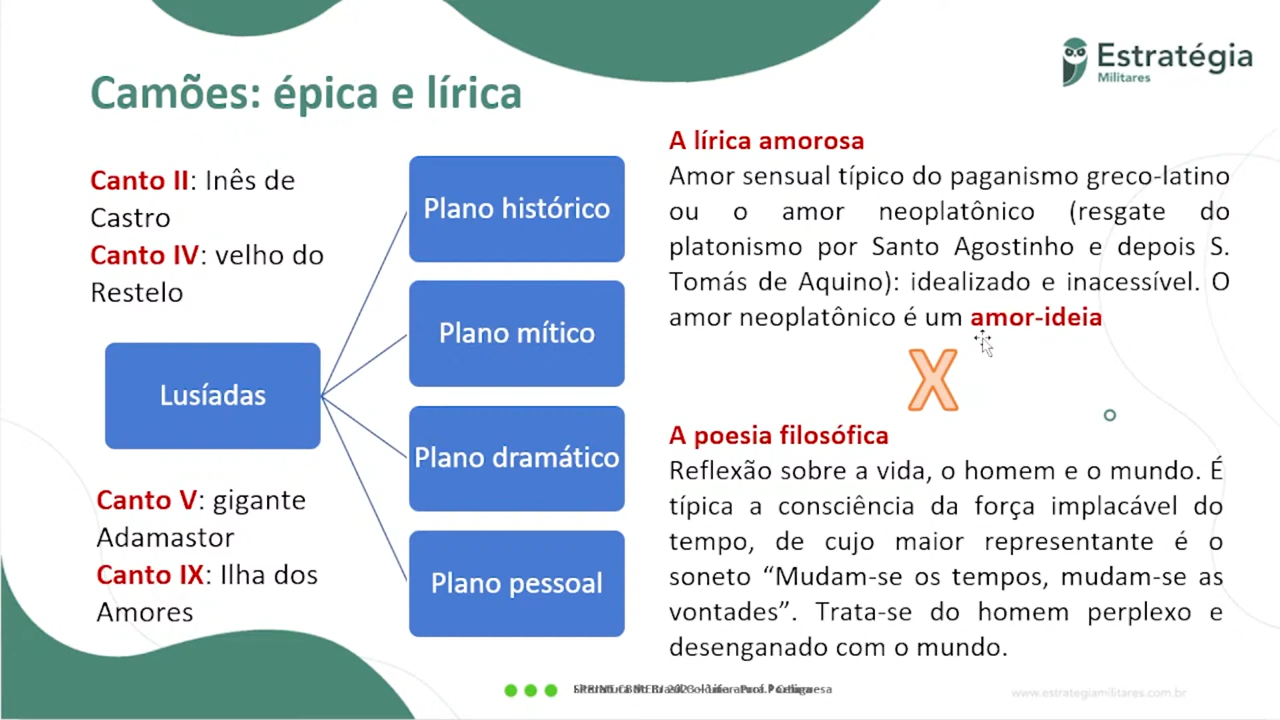 Estratégia
Militares
Camões: épica e lírica
Canto II: Inês de
Castro
Canto IV: velho do
Restelo
Lusíadas
Canto V: gigante
Adamastor
Canto IX: Ilha dos
Amores
Plano histórico
Plano mítico
Plano dramático
Plano pessoal
A lírica amorosa
Amor sensual típico do paganismo greco-latino
ou o amor neoplatônico (resgate do
platonismo por Santo Agostinho e depois S.
Tomás de Aquino): idealizado e inacessível. O
amor neoplatônico é um amor-ideia
X
A poesia filosófica
Reflexão sobre a vida, o homem e o mundo. É
típica a consciência da força implacável do
tempo, de cujo maior representante é o
soneto “Mudam-se os tempos, mudam-se as
vontades”. Trata-se do homem perplexo e
desenganado com o mundo.
www.estrategiamilitares.com.br